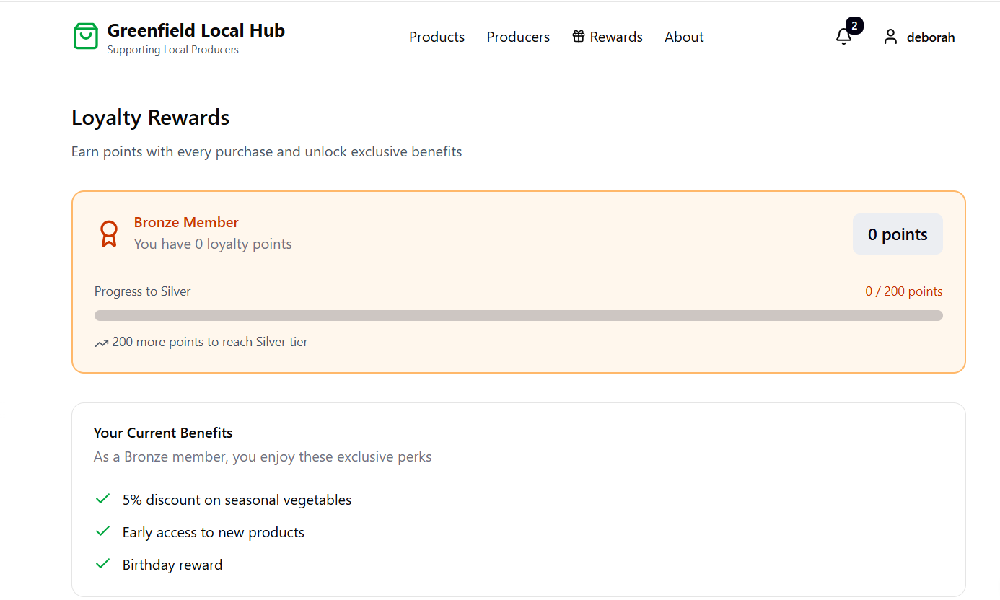 Greenfield Local Hub
Supporting Local Producers
Products
Producers
Rewards
About
2
deborah
Loyalty Rewards
Earn points with every purchase and unlock exclusive benefits
Bronze Member
You have 0 loyalty points
0 points
Progress to Silver
0 / 200 points
200 more points to reach Silver tier
Your Current Benefits
As a Bronze member, you enjoy these exclusive perks
5% discount on seasonal vegetables
Early access to new products
Birthday reward